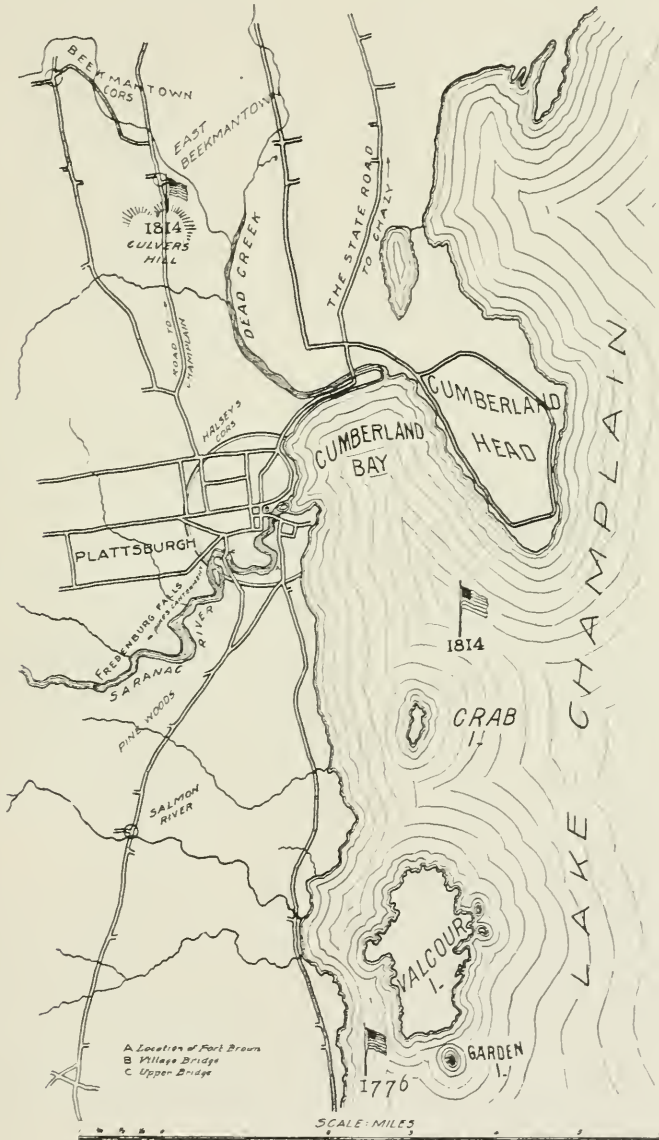 BEEKMANTOWN
CORS
EAST
BEEKMANTOWN
1814
CULVERS
HILL
DEAD CREEK
THE STATE ROAD
TO CHAZY
ROAD TO
CHAMPLAIN
HALSEYS
CORS
CUMBERLAND
BAY
CUMBERLAND
HEAD
LAKE CHAMPLAIN
PLATTSBURGH
1814
FREDENBURG FALLS
PIKES CANTONMENT
SARANAC
RIVER
CRAB
I-
PINE WOODS
SALMON
RIVER
VALCOUR
I-
GARDEN
I-
1776
A Location of Fort Brown
B Village Bridge
C Upper Bridge
SCALE: MILES